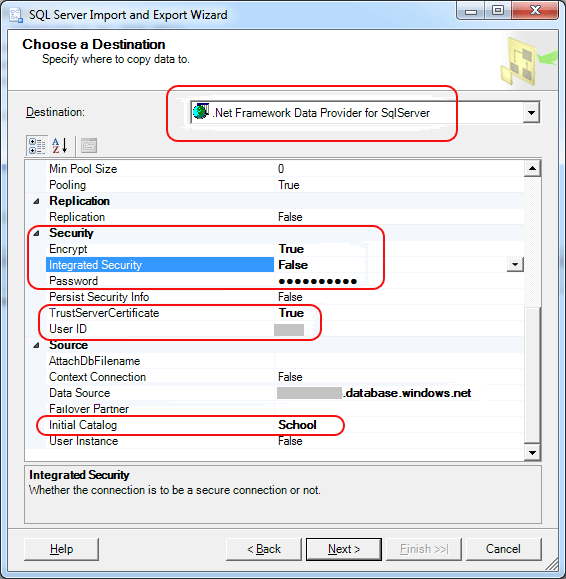 SQL Server Import and Export Wizard
Choose a Destination
Specify where to copy data to.
Destination: .Net Framework Data Provider for SqlServer
Min Pool Size 0
Pooling True
Replication
Replication False
Security
Encrypt True
Integrated Security False
Password ●●●●●●●●●●
Persist Security Info False
TrustServerCertificate True
User ID
Source
AttachDbFilename
Context Connection False
Data Source .database.windows.net
Failover Partner
Initial Catalog School
User Instance False
Integrated Security
Whether the connection is to be a secure connection or not.
Help < Back Next > Finish >>| Cancel